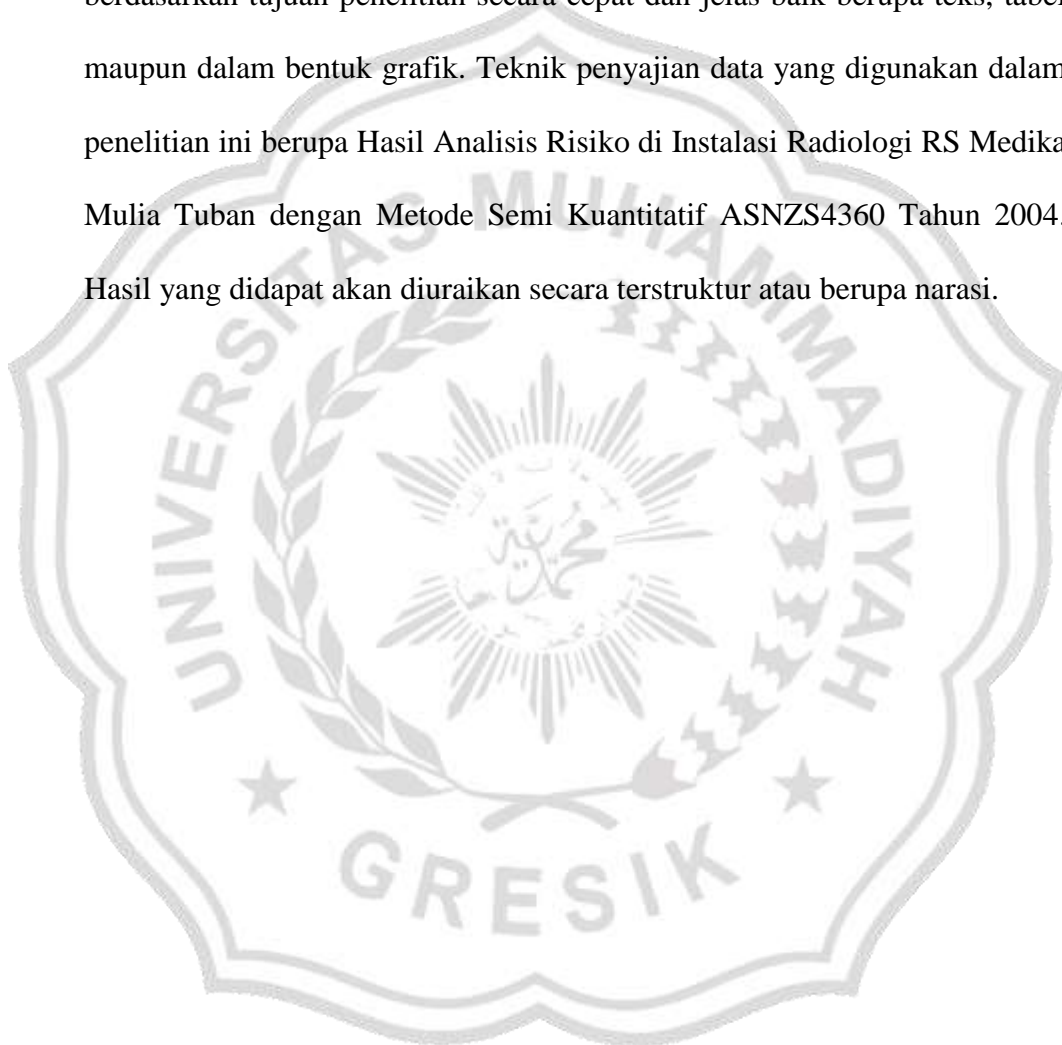 berdasarkan tujuan penelitian secara cepat dan jelas baik berupa teks, tabel
maupun dalam bentuk grafik. Teknik penyajian data yang digunakan dalam
penelitian ini berupa Hasil Analisis Risiko di Instalasi Radiologi RS Medika
Mulia Tuban dengan Metode Semi Kuantitatif ASNZS4360 Tahun 2004.
Hasil yang didapat akan diuraikan secara terstruktur atau berupa narasi.
UNIVERSITAS MUHAMMADIYAH
GRESIK